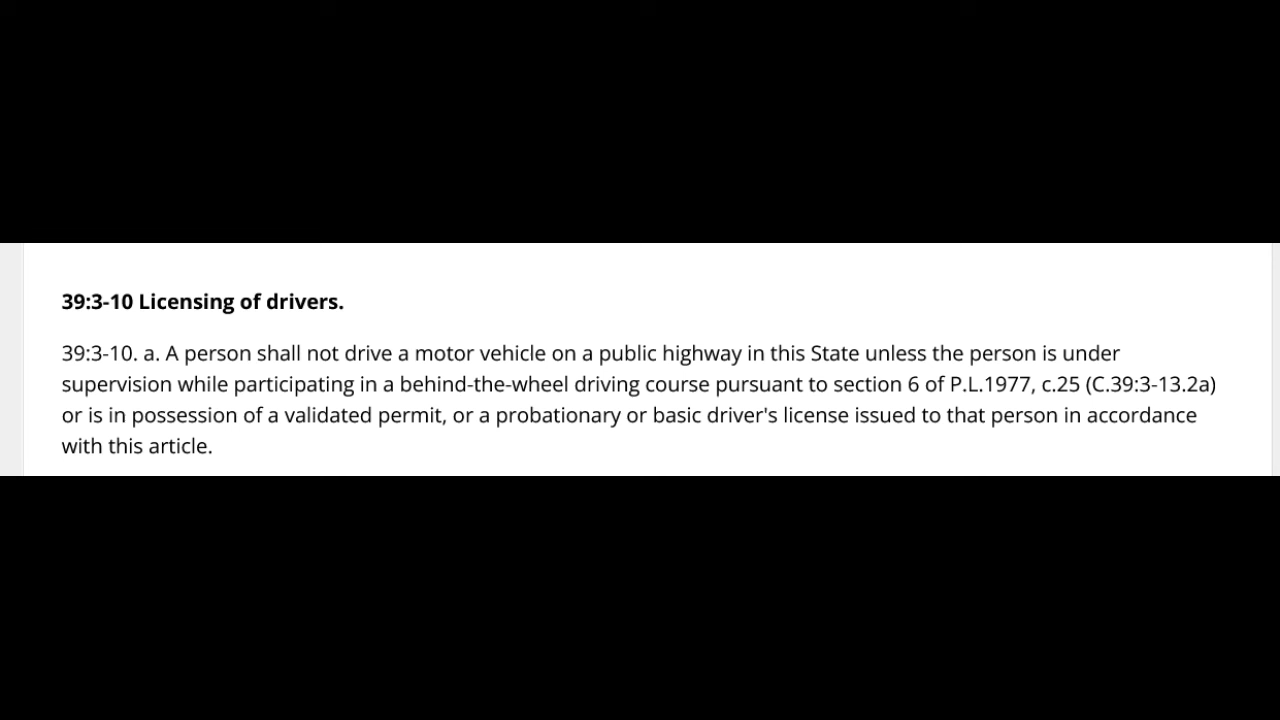 39:3-10 Licensing of drivers.
39:3-10. a. A person shall not drive a motor vehicle on a public highway in this State unless the person is under
supervision while participating in a behind-the-wheel driving course pursuant to section 6 of P.L.1977, c.25 (C.39:3-13.2a)
or is in possession of a validated permit, or a probationary or basic driver's license issued to that person in accordance
with this article.